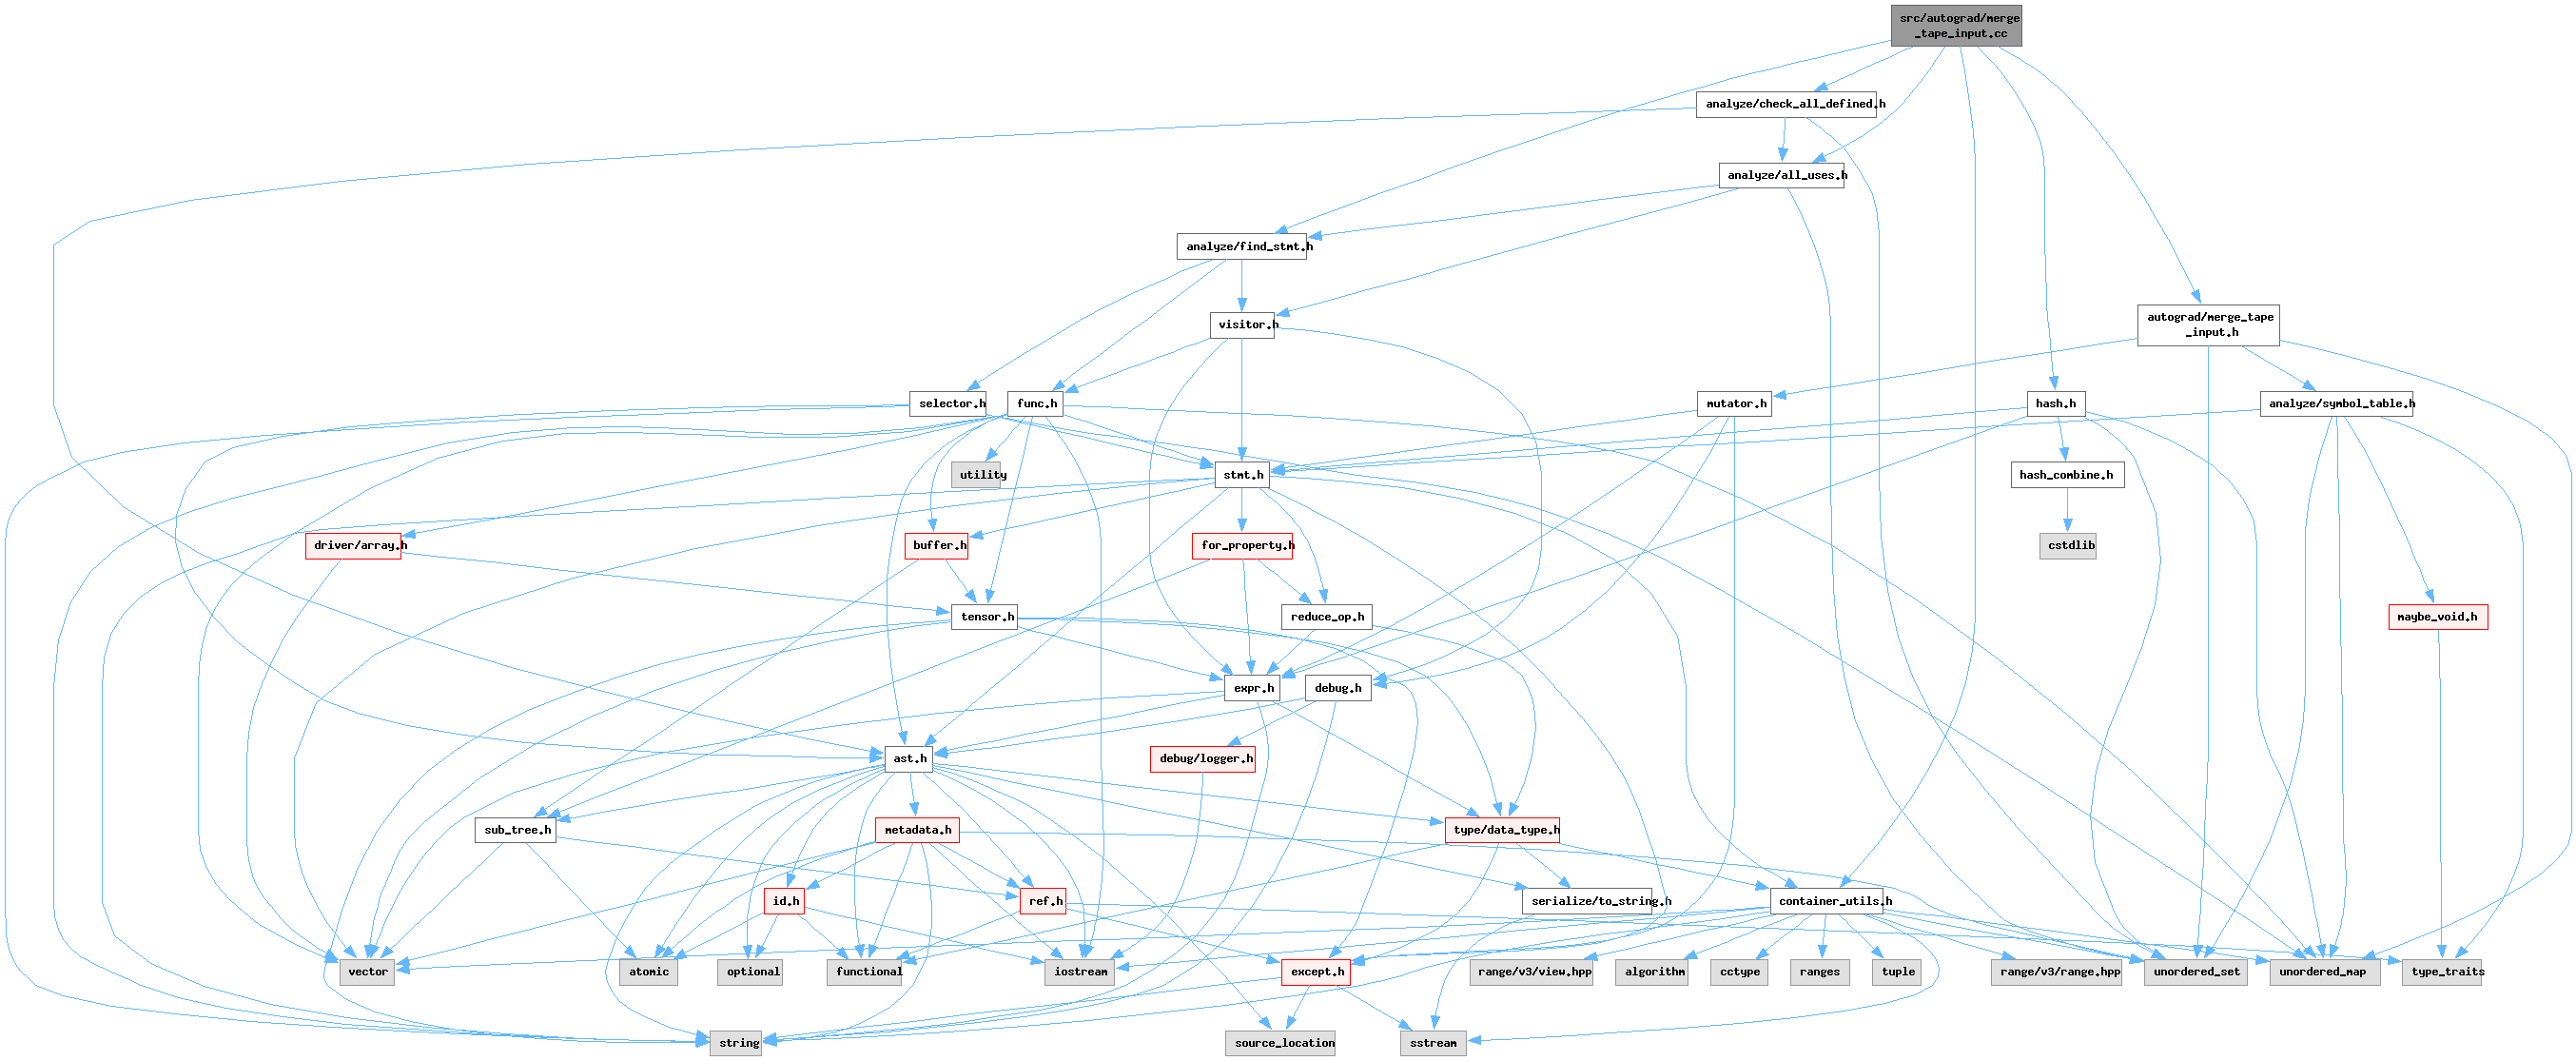 src/autograd/merge
_tape_input.cc
analyze/check_all_defined.h
analyze/all_uses.h
analyze/find_stmt.h
autograd/merge_tape
_input.h
visitor.h
selector.h
func.h
mutator.h
hash.h
analyze/symbol_table.h
utility
stmt.h
hash_combine.h
driver/array.h
buffer.h
for_property.h
cstdlib
tensor.h
reduce_op.h
maybe_void.h
expr.h
debug.h
ast.h
debug/logger.h
sub_tree.h
metadata.h
type/data_type.h
id.h
ref.h
serialize/to_string.h
container_utils.h
vector
atomic
optional
functional
iostream
except.h
range/v3/view.hpp
algorithm
cctype
ranges
tuple
range/v3/range.hpp
unordered_set
unordered_map
type_traits
string
source_location
sstream